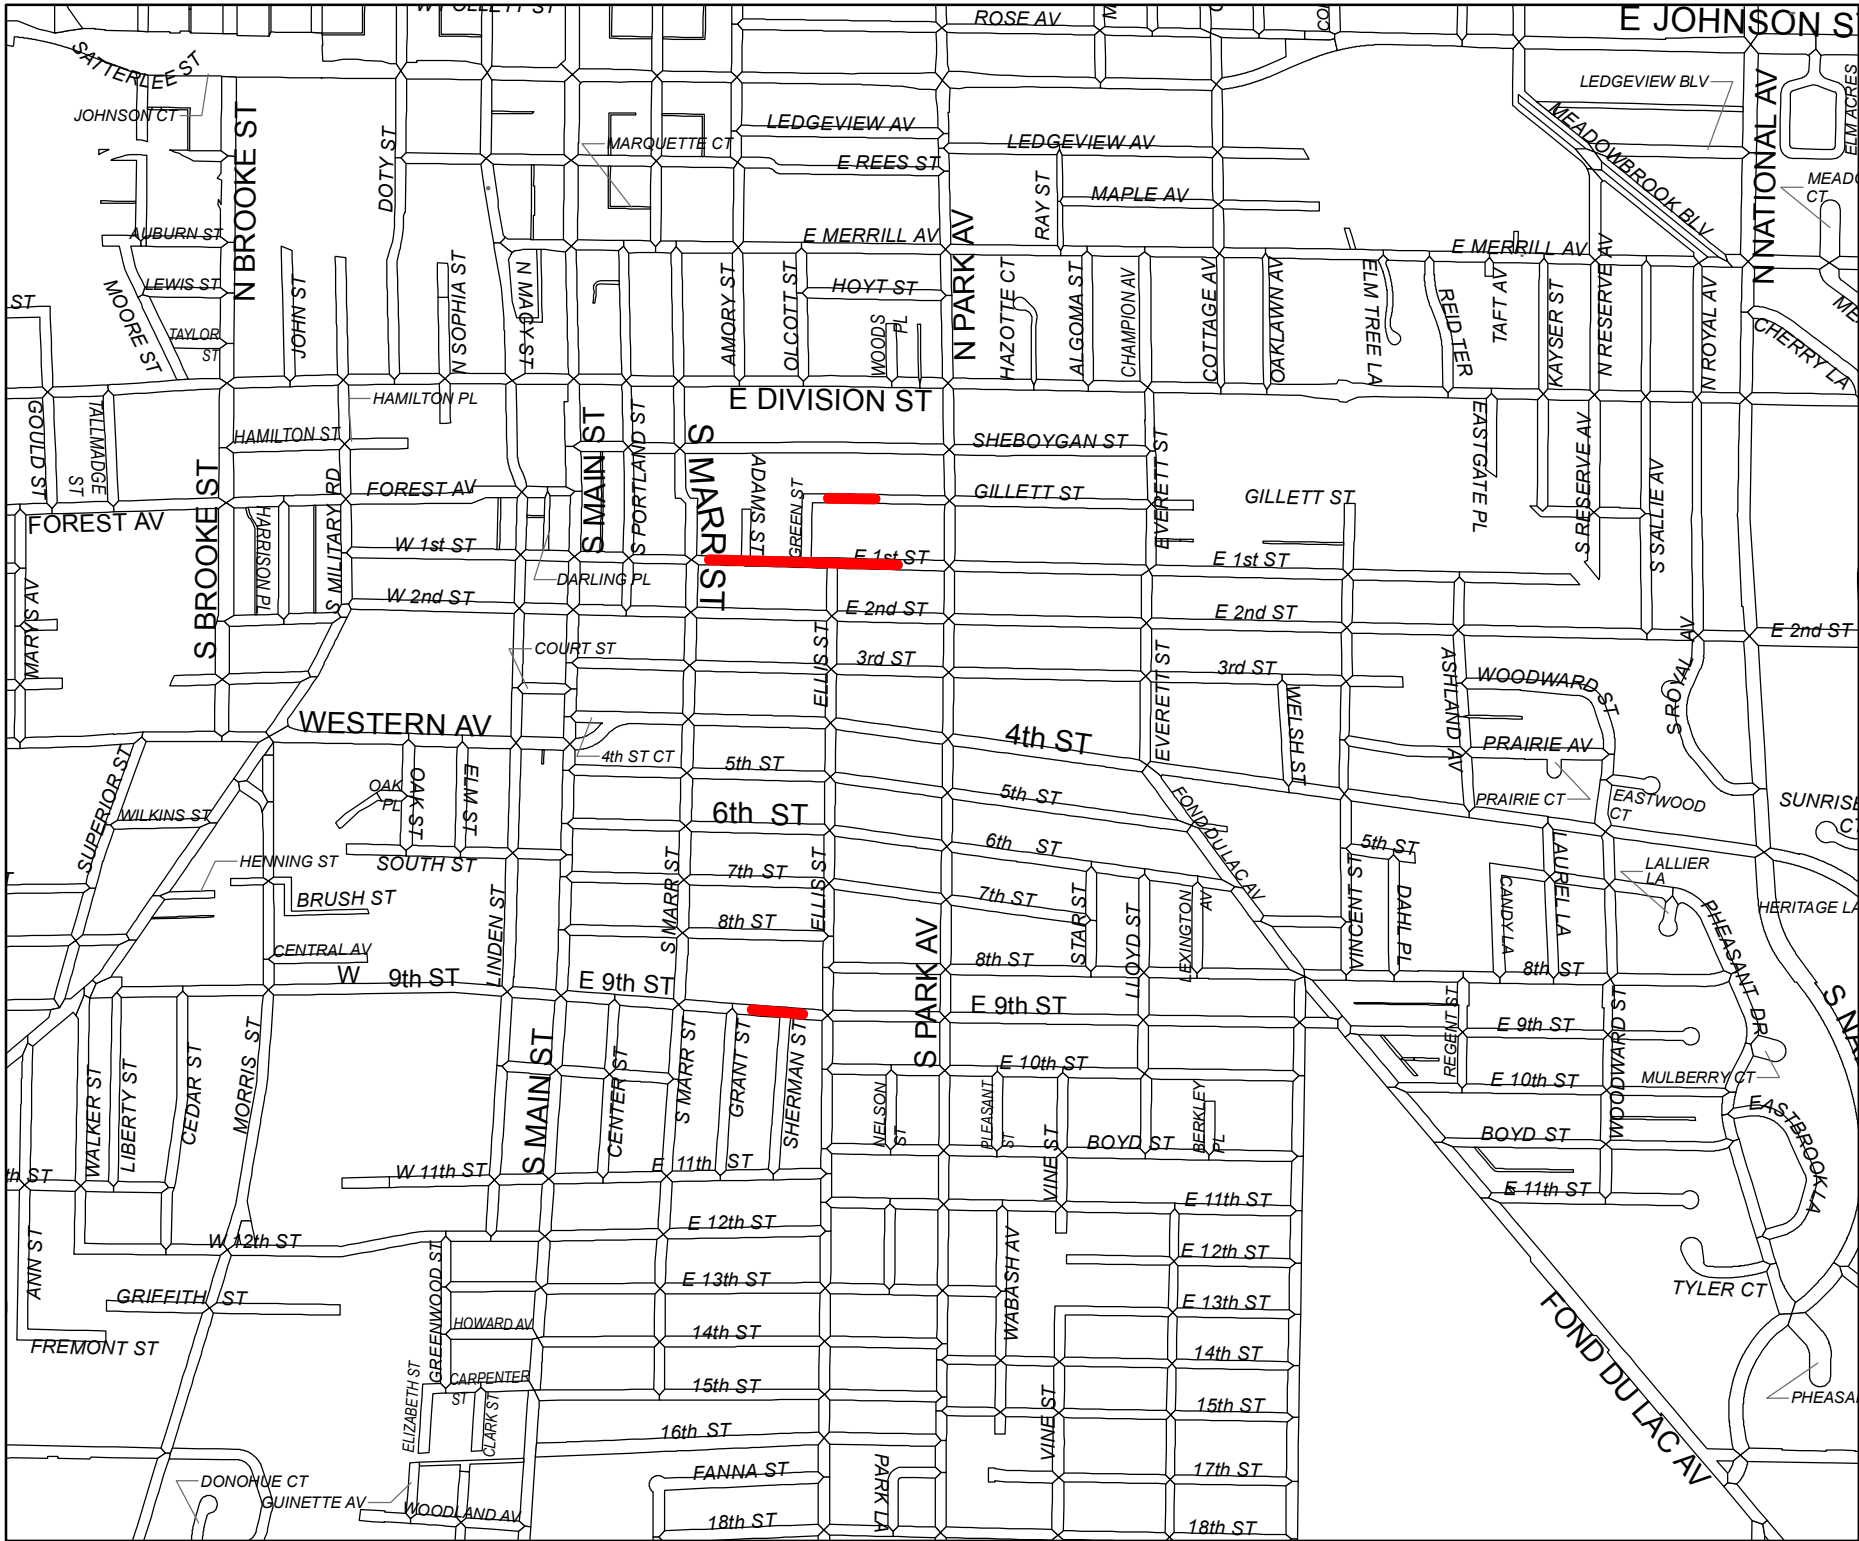 ROSE AV
E JOHNSON ST
SATTERLEE ST
JOHNSON CT
LEDGEVIEW BLV
ELM ACRES
N BROOKE ST
DOTY ST
MARQUETTE CT
LEDGEVIEW AV
LEDGEVIEW AV
E REES ST
MEADOWBROOK BLV
N NATIONAL AV
RAY ST
MAPLE AV
CT
AUBURN ST
E MERRILL AV
N PARK AV
E MERRILL AV
LEWIS ST
MOORE ST
TAYLOR
ST
ST
JOHN ST
N SOPHIA ST
N MACY ST
AMORY ST
OLCOTT ST
HOYT ST
WOODS
PL
HAZOTTE CT
ALGOMA ST
CHAMPION AV
COTTAGE AV
OAKLAWN AV
ELM TREE LA
REID TER
TAFT AV
KAYSER ST
N RESERVE AV
N ROYAL AV
CHERRY LA
HAMILTON PL
E DIVISION ST
GOULD ST
TALLMADGE
ST
HAMILTON ST
S MAIN ST
S PORTLAND ST
S MARR ST
SHEBOYGAN ST
EVERETT ST
EASTGATE PL
S RESERVE AV
S SALLIE AV
S BROOKE ST
S MILITARY RD
FOREST AV
FOREST AV
HARRISON PL
ADAMS ST
GREEN ST
GILLETT ST
GILLETT ST
W 1st ST
E 1st ST
E 1st ST
DARLING PL
MARYS AV
W 2nd ST
E 2nd ST
E 2nd ST
E 2nd ST
COURT ST
ELLIS ST
3rd ST
EVERETT ST
3rd ST
WELSH ST
ASHLAND AV
WOODWARD ST
S ROYAL AV
WESTERN AV
4th ST
4th ST CT
PRAIRIE AV
PRAIRIE CT
EASTWOOD
CT
SUNRISE
SUPERIOR ST
WILKINS ST
OAK
PL
OAK ST
ELM ST
5th ST
5th ST
6th ST
6th ST
FOND DU LAC AV
5th ST
HENNING ST
SOUTH ST
BRUSH ST
LINDEN ST
S MARR ST
7th ST
7th ST
ELLIS ST
8th ST
8th ST
STAR ST
LLOYD ST
LEXINGTON
AV
VINCENT ST
DAHL PL
CANDY LA
LAUREL LA
LALLIER
LA
HERITAGE LA
PHEASANT DR
8th ST
CENTRAL AV
W 9th ST
E 9th ST
S PARK AV
E 9th ST
E 9th ST
S MAIN ST
WALKER ST
LIBERTY ST
CEDAR ST
MORRIS ST
CENTER ST
S MARR ST
GRANT ST
SHERMAN ST
E 10th ST
NELSON
ST
PLEASANT
ST
VINE ST
BOYD ST
BERKLEY
PL
REGENT ST
E 10th ST
WOODWARD ST
MULBERRY CT
EASTBROOK LA
BOYD ST
W 11th ST
E 11th ST
E 11th ST
E 11th ST
ANN ST
W 12th ST
E 12th ST
E 12th ST
WABASH AV
GREENWOOD ST
E 13th ST
E 13th ST
TYLER CT
GRIFFITH ST
FREMONT ST
HOWARD AV
14th ST
14th ST
FOND DU LAC AV
ELIZABETH ST
CARPENTER
ST
CLARK ST
15th ST
15th ST
VINE ST
16th ST
FANNA ST
PARK LA
17th ST
DONOHUE CT
GUINETTE AV
WOODLAND AV
18th ST
18th ST